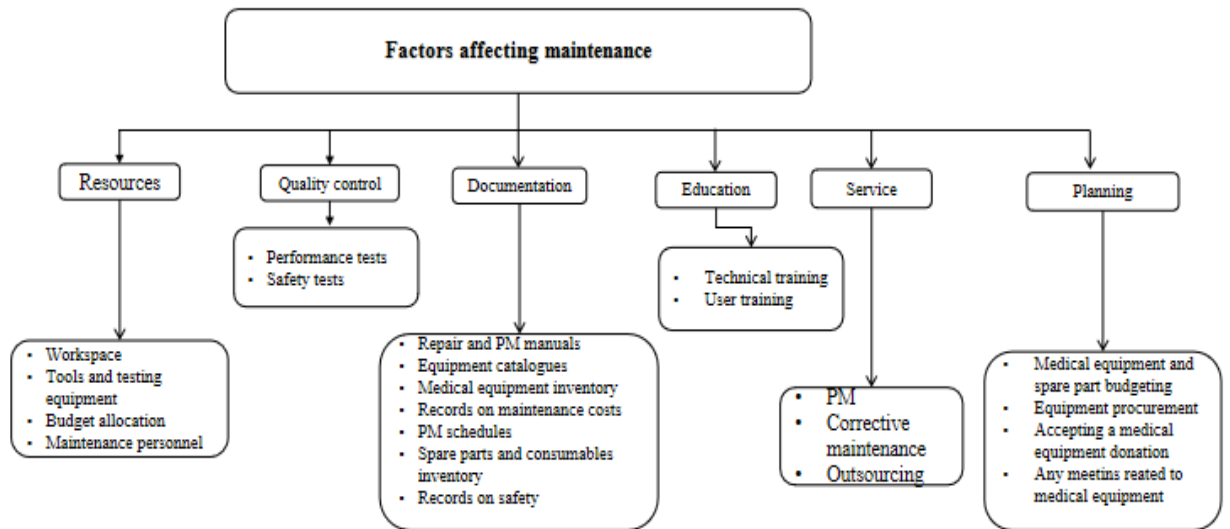 Factors affecting maintenance
Resources
Quality control
Documentation
Education
Service
Planning
▪ Performance tests
▪ Safety tests
▪ Technical training
▪ User training
▪ Workspace
▪ Tools and testing
equipment
▪ Budget allocation
▪ Maintenance personnel
▪ Repair and PM manuals
▪ Equipment catalogues
▪ Medical equipment inventory
▪ Records on maintenance costs
▪ PM schedules
▪ Spare parts and consumables
inventory
▪ Records on safety
• PM
• Corrective
maintenance
• Outsourcing
▪ Medical equipment and
spare part budgeting
▪ Equipment procurement
▪ Accepting a medical
equipment donation
▪ Any meetins reated to
medical equipment